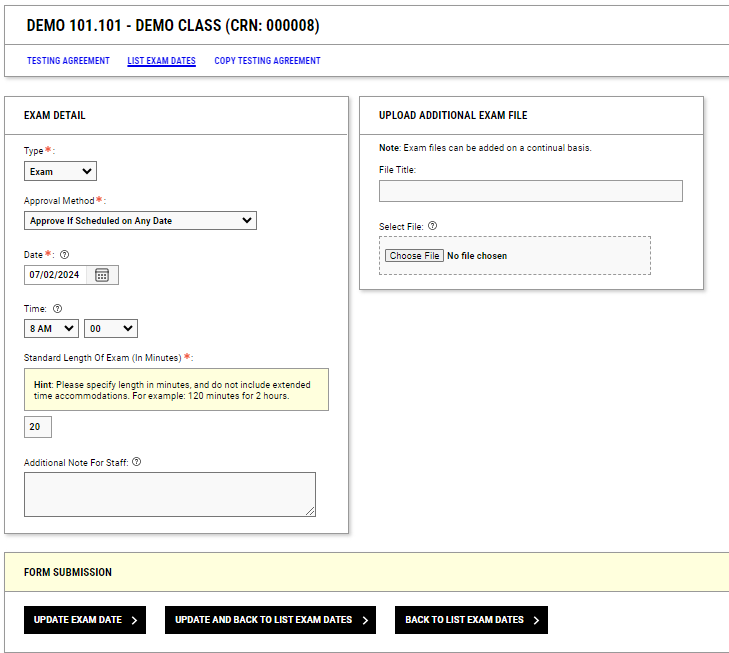 DEMO 101.101 - DEMO CLASS (CRN: 000008)
TESTING AGREEMENT LIST EXAM DATES COPY TESTING AGREEMENT
EXAM DETAIL
Type*:
Exam
Approval Method*:
Approve If Scheduled on Any Date
Date*: ?
07/02/2024
Time: ?
8 AM 00
Standard Length Of Exam (In Minutes) *:
Hint: Please specify length in minutes, and do not include extended
time accommodations. For example: 120 minutes for 2 hours.
20
Additional Note For Staff: ?
UPLOAD ADDITIONAL EXAM FILE
Note: Exam files can be added on a continual basis.
File Title:
Select File: ?
Choose File No file chosen
FORM SUBMISSION
UPDATE EXAM DATE > UPDATE AND BACK TO LIST EXAM DATES > BACK TO LIST EXAM DATES >